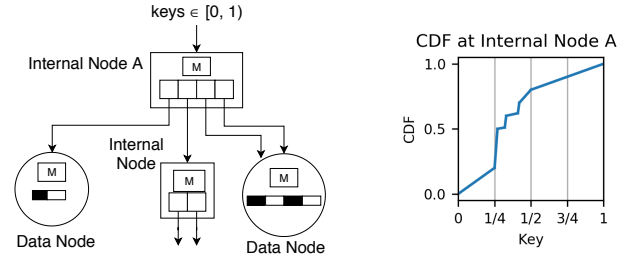 keys ∈ [0, 1)
Internal Node A
M
Internal
Node
M
M
M
Data Node
Data Node
CDF at Internal Node A
1.0
0.5
0.0
CDF
0 1/4 1/2 3/4 1
Key